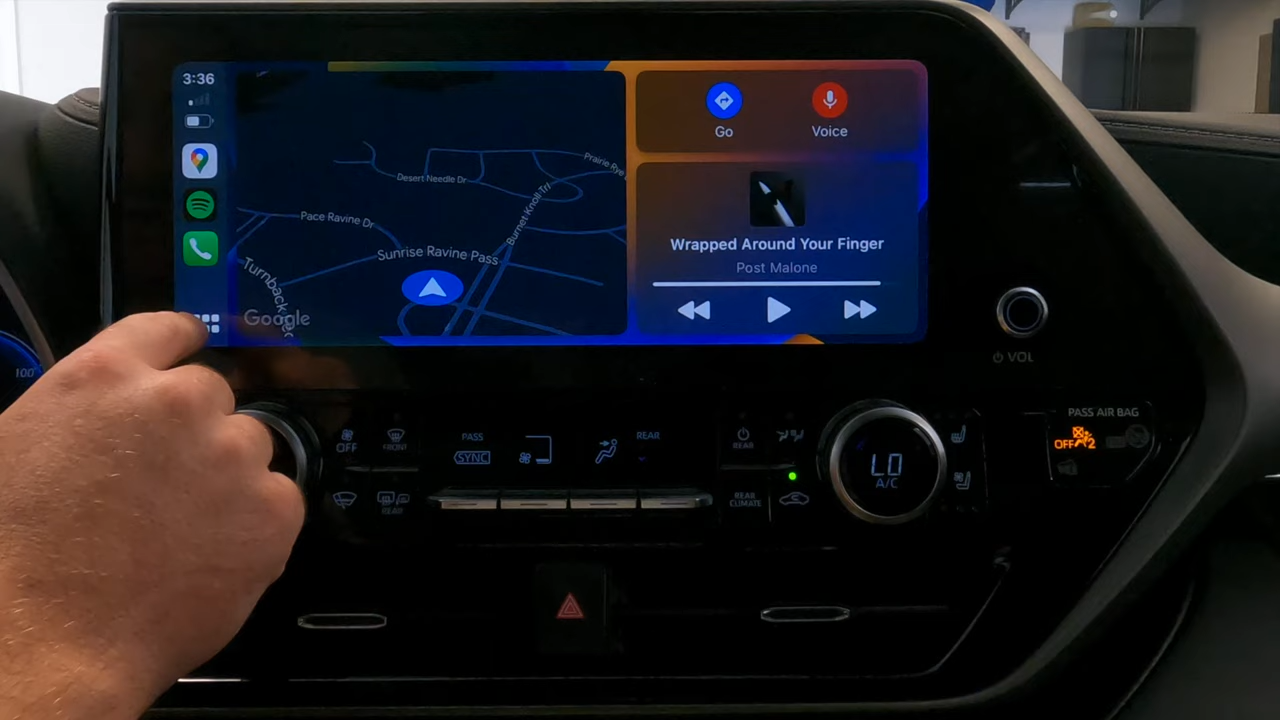 3:36
Go
Voice
Prairie Rye
Desert Needle Dr
Burnet Knoll Trl
Pace Ravine Dr
Sunrise Ravine Pass
Turnback
Google
Wrapped Around Your Finger
Post Malone
VOL
100
OFF
FRONT
PASS
SYNC
REAR
REAR
REAR
REAR
CLIMATE
LO
A/C
PASS AIR BAG
OFF
2